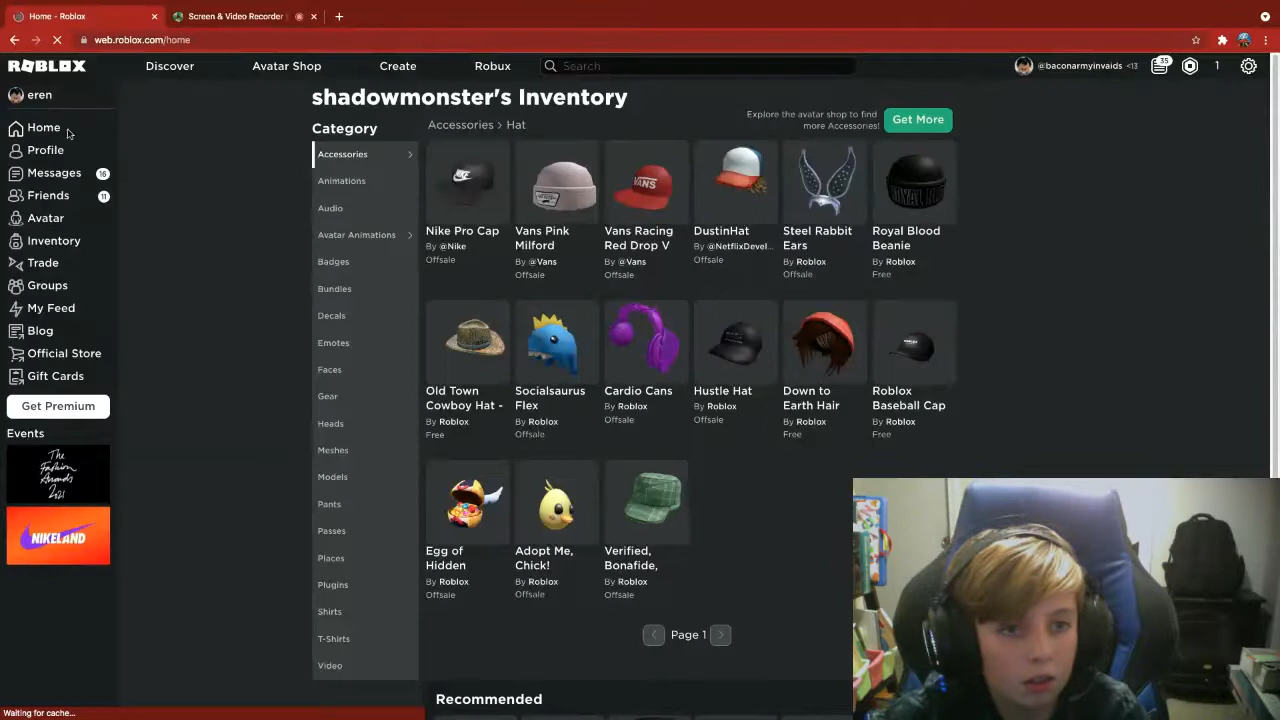 Home - Roblox
Screen & Video Recorder
web.roblox.com/home
ROBLOX
Discover
Avatar Shop
Create
Robux
Search
@baconarmyinvaids <13
35
1
eren
Home
Profile
Messages 16
Friends 11
Avatar
Inventory
Trade
Groups
My Feed
Blog
Official Store
Gift Cards
Get Premium
Events
The
Fashion
Awards
2021
NIKELAND
shadowmonster's Inventory
Category
Accessories
Animations
Audio
Avatar Animations
Badges
Bundles
Decals
Emotes
Faces
Gear
Heads
Meshes
Models
Pants
Passes
Places
Plugins
Shirts
T-Shirts
Video
Accessories > Hat
Explore the avatar shop to find
more Accessories!
Get More
Nike Pro Cap
By @Nike
Offsale
Vans Pink
Milford
By @Vans
Offsale
VANS
Vans Racing
Red Drop V
By @Vans
Offsale
DustinHat
By @NetflixDevel...
Offsale
Steel Rabbit
Ears
By Roblox
Offsale
Royal Blood
Beanie
By Roblox
Free
Old Town
Cowboy Hat -
By Roblox
Free
Socialsaurus
Flex
By Roblox
Offsale
Cardio Cans
By Roblox
Offsale
Hustle Hat
By Roblox
Offsale
Down to
Earth Hair
By Roblox
Free
Roblox
Baseball Cap
By Roblox
Free
Egg of
Hidden
By Roblox
Offsale
Adopt Me,
Chick!
By Roblox
Offsale
Verified,
Bonafide,
By Roblox
Offsale
Page 1
Recommended
Waiting for cache...